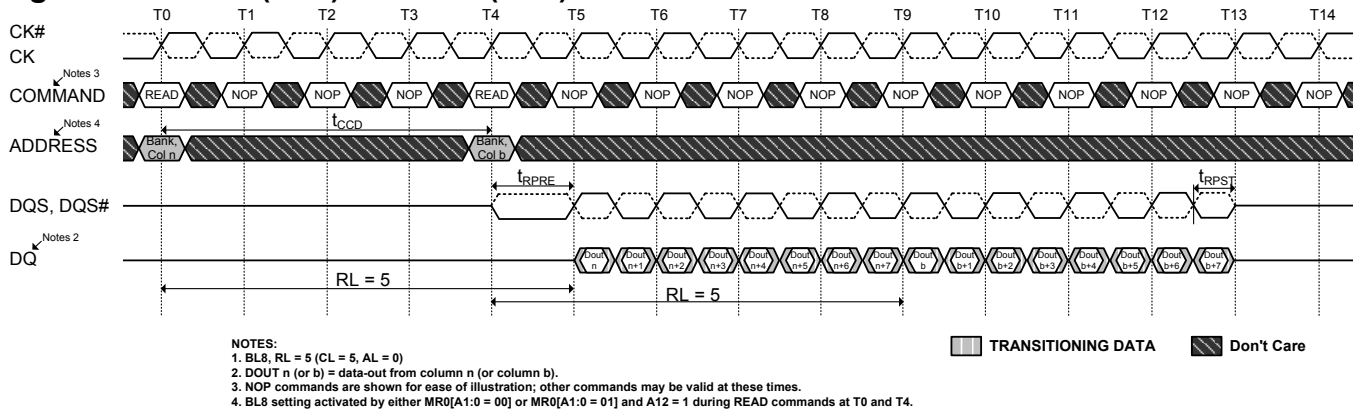 T0 T1 T2 T3 T4 T5 T6 T7 T8 T9 T10 T11 T12 T13 T14
CK#
CK
Notes 3
COMMAND READ NOP NOP NOP READ NOP NOP NOP NOP NOP NOP NOP NOP NOP NOP
tCCD
Notes 4
ADDRESS Bank, Col n Bank, Col b
tRPRE tRPST
DQS, DQS#
Notes 2
DQ Dout n Dout n+1 Dout n+2 Dout n+3 Dout n+4 Dout n+5 Dout n+6 Dout n+7 Dout b Dout b+1 Dout b+2 Dout b+3 Dout b+4 Dout b+5 Dout b+6 Dout b+7
RL = 5
RL = 5
NOTES:
1. BL8, RL = 5 (CL = 5, AL = 0)
2. DOUT n (or b) = data-out from column n (or column b).
3. NOP commands are shown for ease of illustration; other commands may be valid at these times.
4. BL8 setting activated by either MR0[A1:0 = 00] or MR0[A1:0 = 01] and A12 = 1 during READ commands at T0 and T4.
TRANSITIONING DATA Don't Care